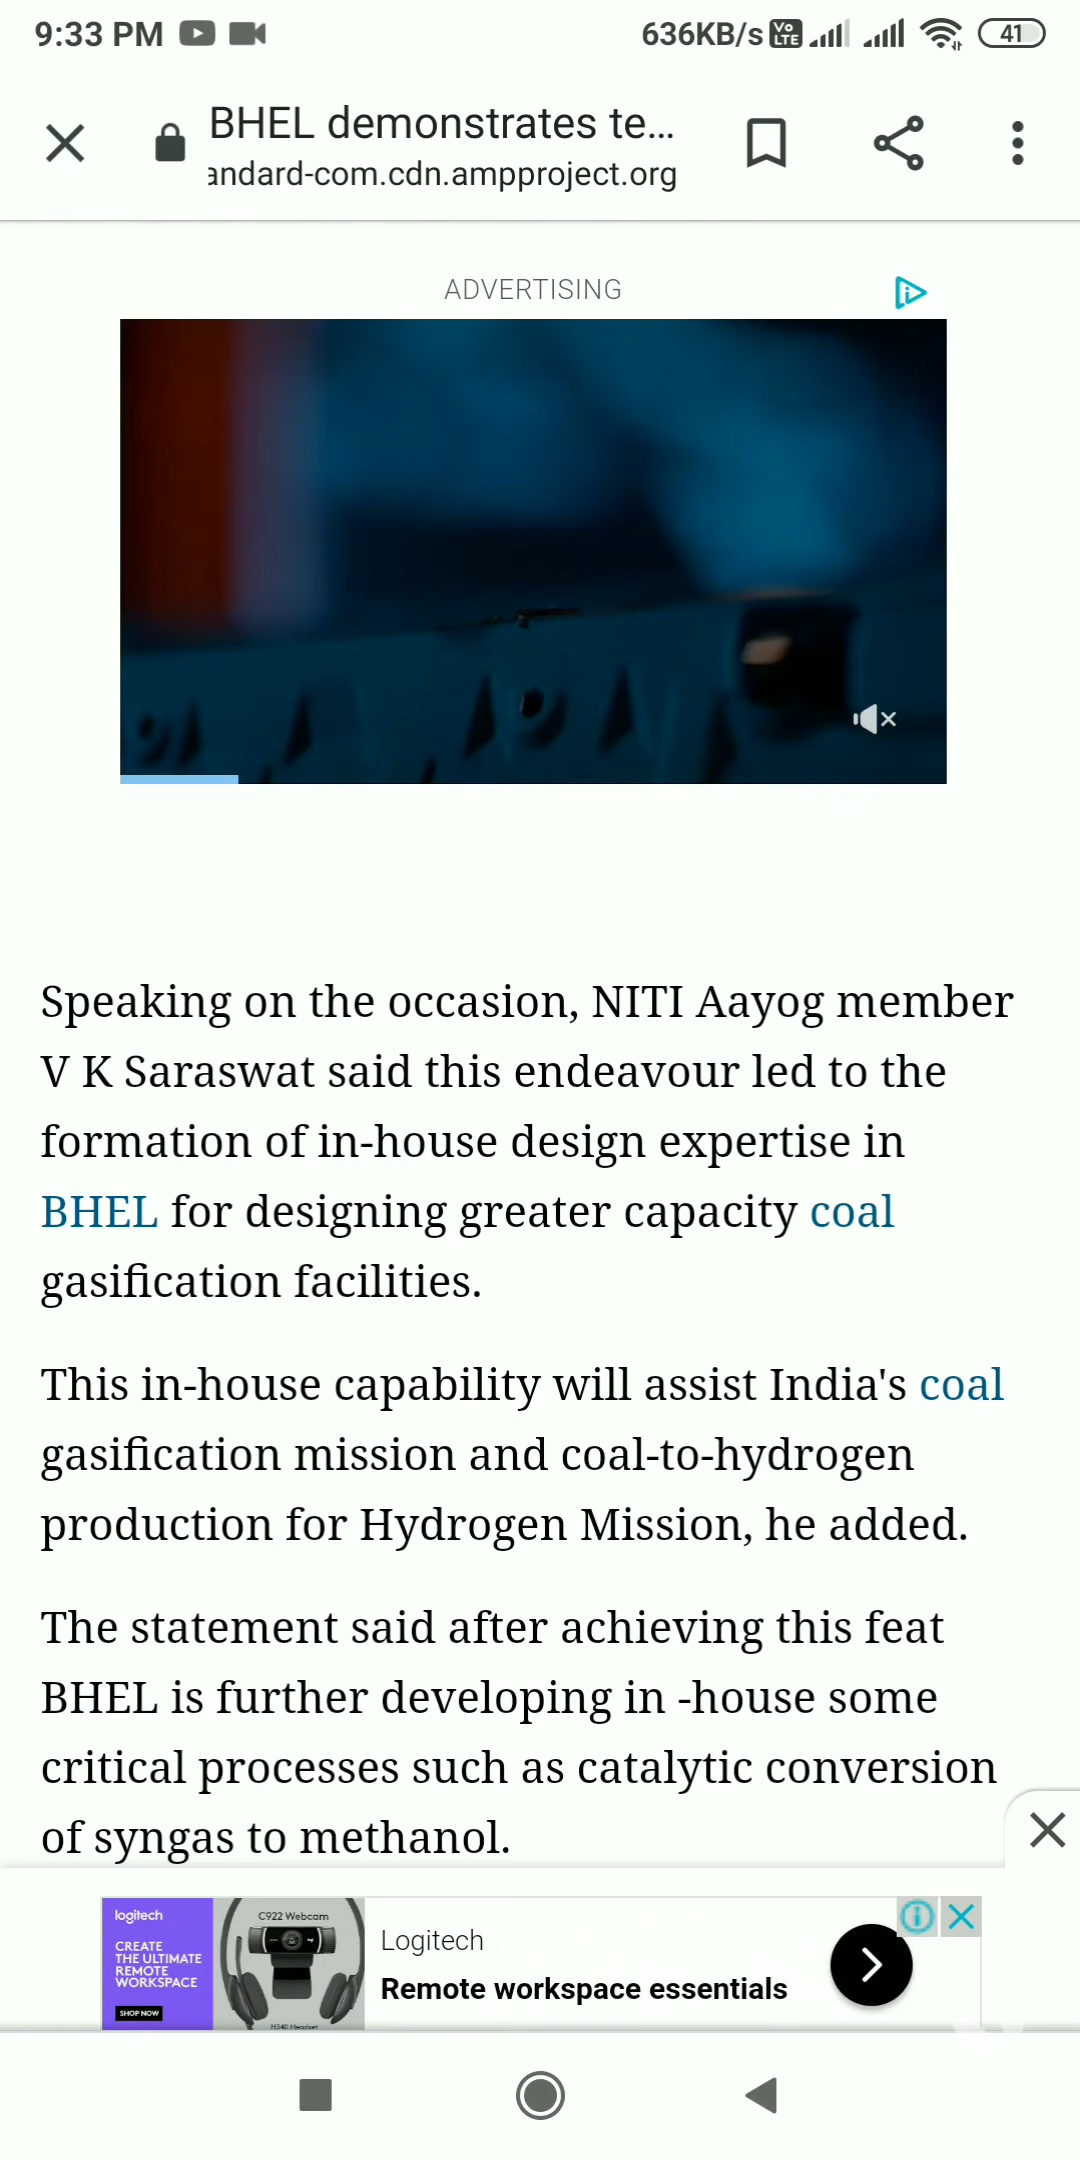 9:33 PM 636KB/s Vo LTE 41
BHEL demonstrates te...
andard-com.cdn.ampproject.org
ADVERTISING
Speaking on the occasion, NITI Aayog member
V K Saraswat said this endeavour led to the
formation of in-house design expertise in
BHEL for designing greater capacity coal
gasification facilities.
This in-house capability will assist India's coal
gasification mission and coal-to-hydrogen
production for Hydrogen Mission, he added.
The statement said after achieving this feat
BHEL is further developing in -house some
critical processes such as catalytic conversion
of syngas to methanol.
logitech
CREATE
THE ULTIMATE
REMOTE
WORKSPACE
SHOP NOW
C922 Webcam
H340 Headset
Logitech
Remote workspace essentials